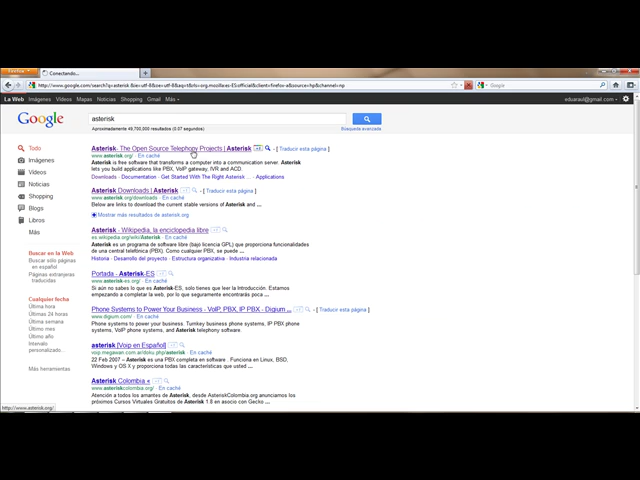 Firefox
Conectando...
http://www.google.com/search?q=asterisk&ie=utf-8&oe=utf-8&aq=t&rls=org.mozilla:es-ES:official&client=firefox-a&source=hp&channel=np
Google
La Web Imágenes Vídeos Mapas Noticias Shopping Gmail Más
eduaraul@gmail.com
Google
asterisk
Aproximadamente 49,700,000 resultados (0.07 segundos)
Búsqueda avanzada
Todo
Imágenes
Vídeos
Noticias
Shopping
Blogs
Libros
Más
Buscar en la Web
Buscar sólo páginas
en español
Páginas extranjeras
traducidas
Cualquier fecha
Última hora
Últimas 24 horas
Última semana
Último mes
Último año
Intervalo
personalizado...
Más herramientas
Asterisk - The Open Source Telephony Projects | Asterisk +1 - [ Traducir esta página ]
www.asterisk.org/ - En caché
Asterisk is free software that transforms a computer into a communication server. Asterisk
lets you build applications like PBX, VoIP gateway, IVR and ACD.
Downloads - Documentation - Get Started With The Right Asterisk ... - Applications
Asterisk Downloads | Asterisk +1 - [ Traducir esta página ]
www.asterisk.org/downloads - En caché
Below are links to download the current stable versions of Asterisk and ...
Mostrar más resultados de asterisk.org
Asterisk - Wikipedia, la enciclopedia libre +1
es.wikipedia.org/wiki/Asterisk - En caché
Asterisk es un programa de software libre (bajo licencia GPL) que proporciona funcionalidades
de una central telefónica (PBX). Como cualquier PBX, se puede ...
Historia - Desarrollo del proyecto - Estructura organizativa - Industria relacionada
Portada - Asterisk-ES +1
www.asterisk-es.org/ - En caché
Si aún no sabes lo que es Asterisk-ES, solo tienes que leer la Introducción. Estamos
empezando a completar la web, por lo que seguramente encontrarás poca ...
Phone Systems to Power Your Business - VoIP, PBX, IP PBX - Digium ... +1 - [ Traducir esta página ]
www.digium.com/ - En caché
Phone systems to power your business. Turnkey business phone systems, IP PBX phone
systems, VoIP systems, and Asterisk telephony software.
asterisk [Voip en Español] +1
voip.megawan.com.ar/doku.php/asterisk - En caché
22 Feb 2007 – Asterisk es una PBX completa en software . Funciona en Linux, BSD,
Windows y OS X y proporciona todas las características que usted ...
Asterisk Colombia « +1
www.asteriskcolombia.org/ - En caché
Atención a todos los amantes de Asterisk, desde AsteriskColombia.org anunciamos los
próximos Cursos Virtuales Gratuitos de Asterisk 1.8 en asocio con Gecko ...
http://www.asterisk.org/